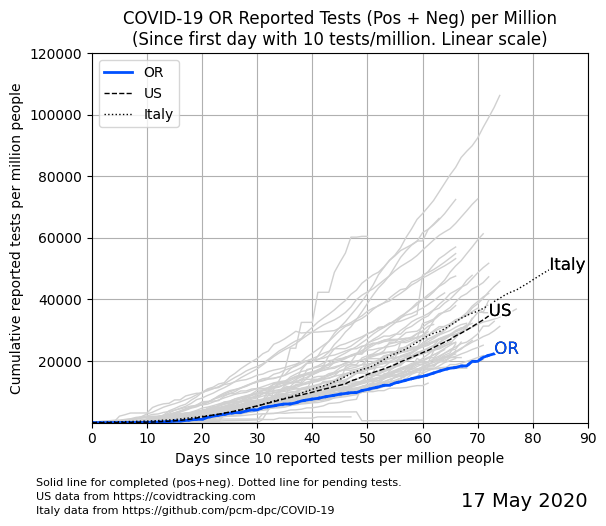 COVID-19 OR Reported Tests (Pos + Neg) per Million
(Since first day with 10 tests/million. Linear scale)
Cumulative reported tests per million people
120000
100000
80000
60000
40000
20000
OR
US
Italy
Italy
US
OR
0 10 20 30 40 50 60 70 80 90
Days since 10 reported tests per million people
Solid line for completed (pos+neg). Dotted line for pending tests.
US data from https://covidtracking.com
Italy data from https://github.com/pcm-dpc/COVID-19
17 May 2020